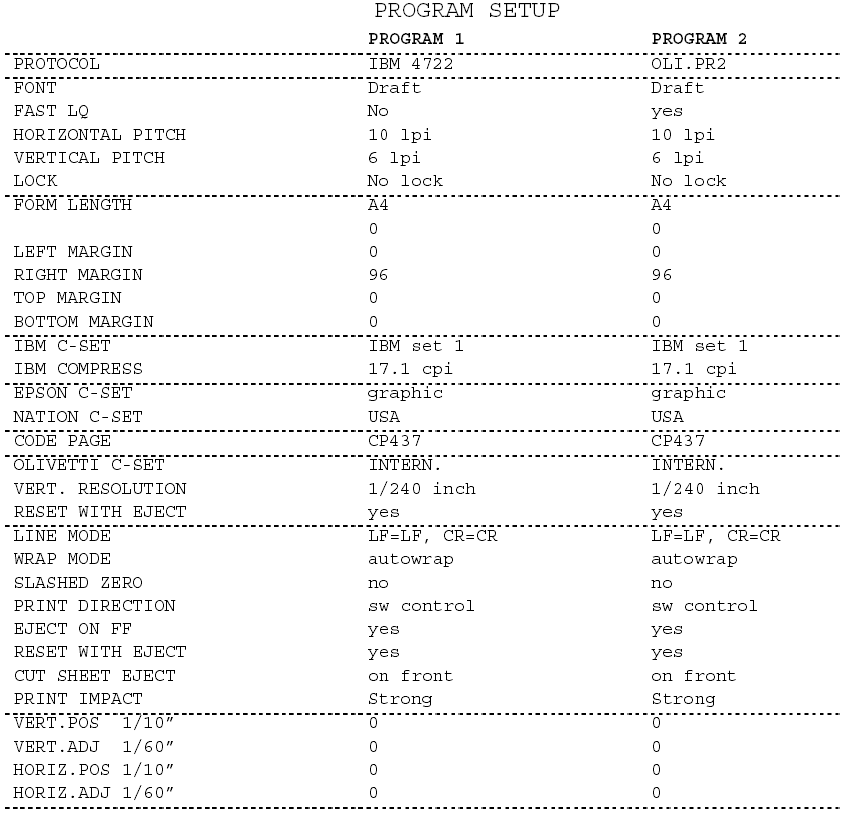 PROGRAM SETUP
PROGRAM 1 PROGRAM 2
PROTOCOL IBM 4722 OLI.PR2
FONT Draft Draft
FAST LQ No yes
HORIZONTAL PITCH 10 lpi 10 lpi
VERTICAL PITCH 6 lpi 6 lpi
LOCK No lock No lock
FORM LENGTH A4 A4
0 0
LEFT MARGIN 0 0
RIGHT MARGIN 96 96
TOP MARGIN 0 0
BOTTOM MARGIN 0 0
IBM C-SET IBM set 1 IBM set 1
IBM COMPRESS 17.1 cpi 17.1 cpi
EPSON C-SET graphic graphic
NATION C-SET USA USA
CODE PAGE CP437 CP437
OLIVETTI C-SET INTERN. INTERN.
VERT. RESOLUTION 1/240 inch 1/240 inch
RESET WITH EJECT yes yes
LINE MODE LF=LF, CR=CR LF=LF, CR=CR
WRAP MODE autowrap autowrap
SLASHED ZERO no no
PRINT DIRECTION sw control sw control
EJECT ON FF yes yes
RESET WITH EJECT yes yes
CUT SHEET EJECT on front on front
PRINT IMPACT Strong Strong
VERT.POS 1/10” 0 0
VERT.ADJ 1/60” 0 0
HORIZ.POS 1/10” 0 0
HORIZ.ADJ 1/60” 0 0